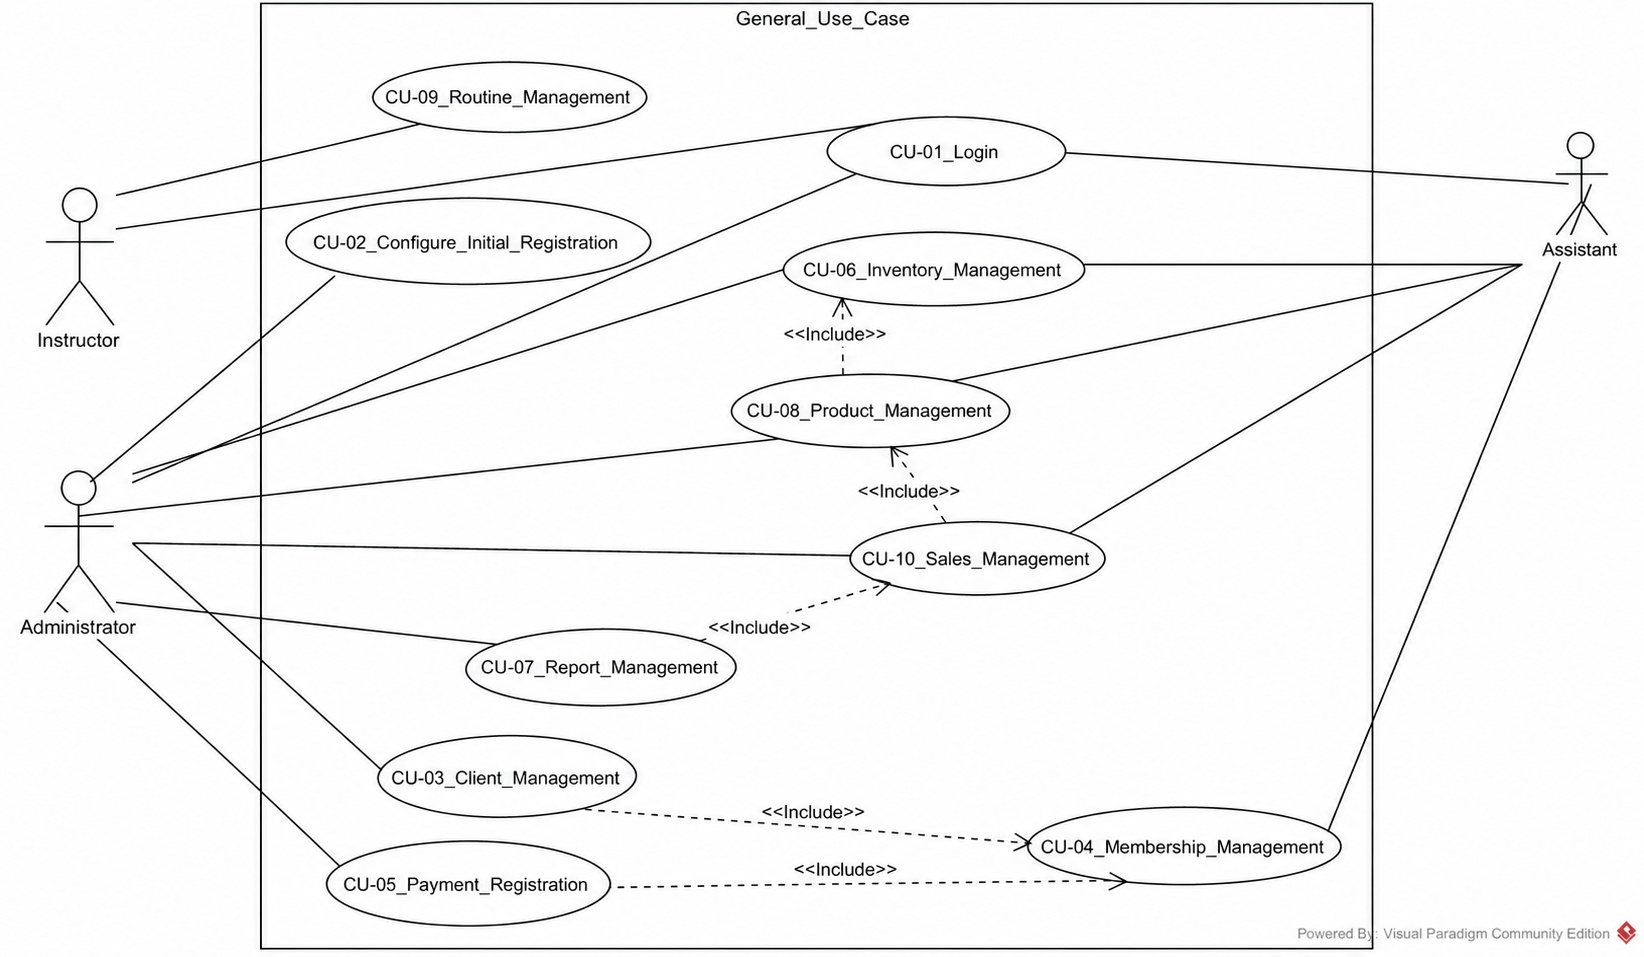 General_Use_Case
CU-09_Routine_Management
CU-01_Login
CU-02_Configure_Initial_Registration
Assistant
CU-06_Inventory_Management
<<Include>>
Instructor
CU-08_Product_Management
<<Include>>
CU-10_Sales_Management
Administrator
<<Include>>
CU-07_Report_Management
CU-03_Client_Management
<<Include>>
CU-04_Membership_Management
<<Include>>
CU-05_Payment_Registration
Powered By: Visual Paradigm Community Edition